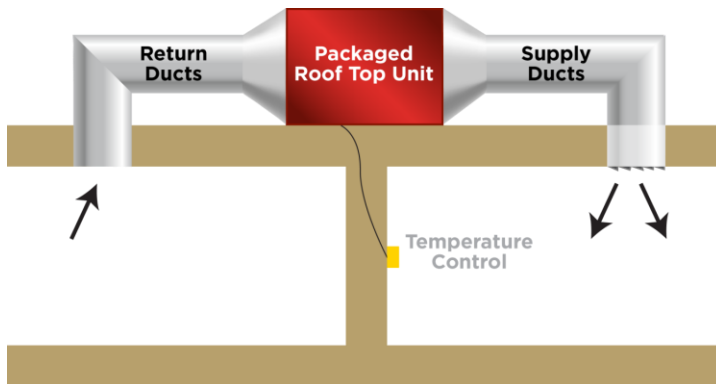 Return
Ducts
Packaged
Roof Top Unit
Supply
Ducts
Temperature
Control